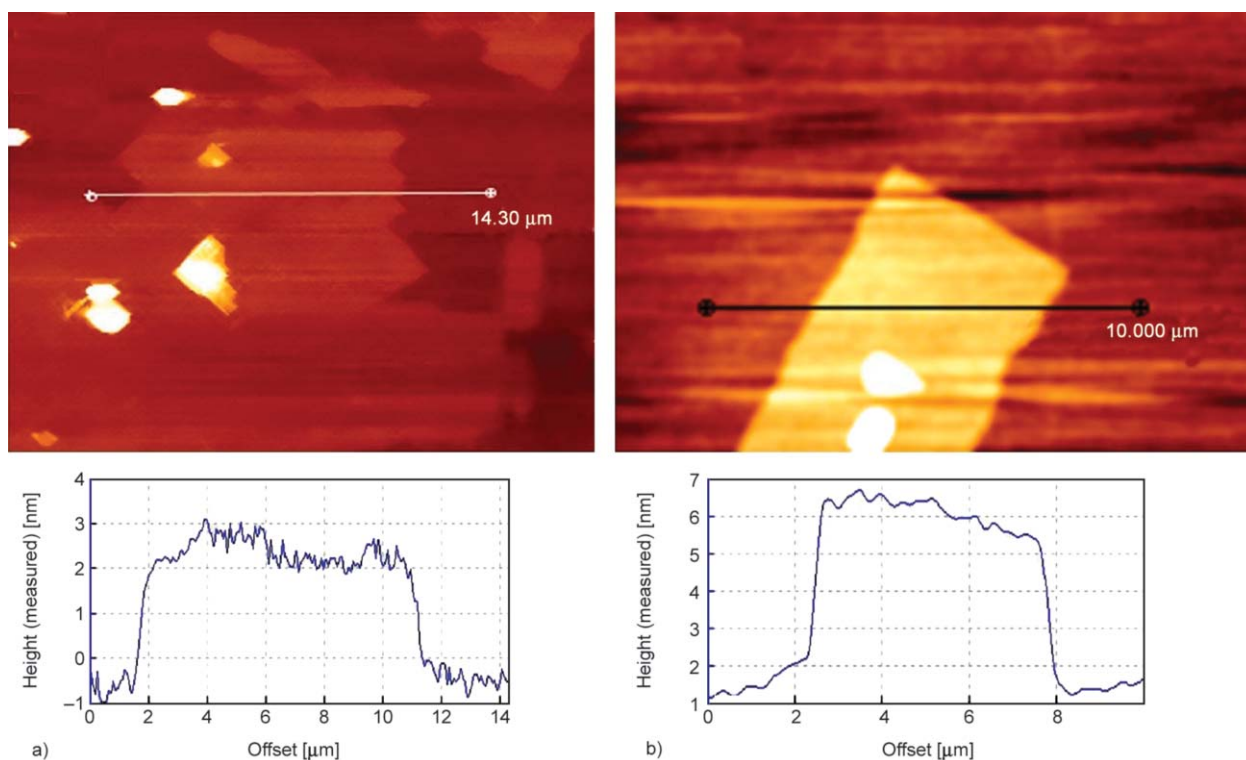 14.30 μm
10.000 μm
Height (measured) [nm]
4
3
2
1
0
–1
0 2 4 6 8 10 12 14
a) Offset [μm]
Height (measured) [nm]
7
6
5
4
3
2
1
0 2 4 6 8
b) Offset [μm]